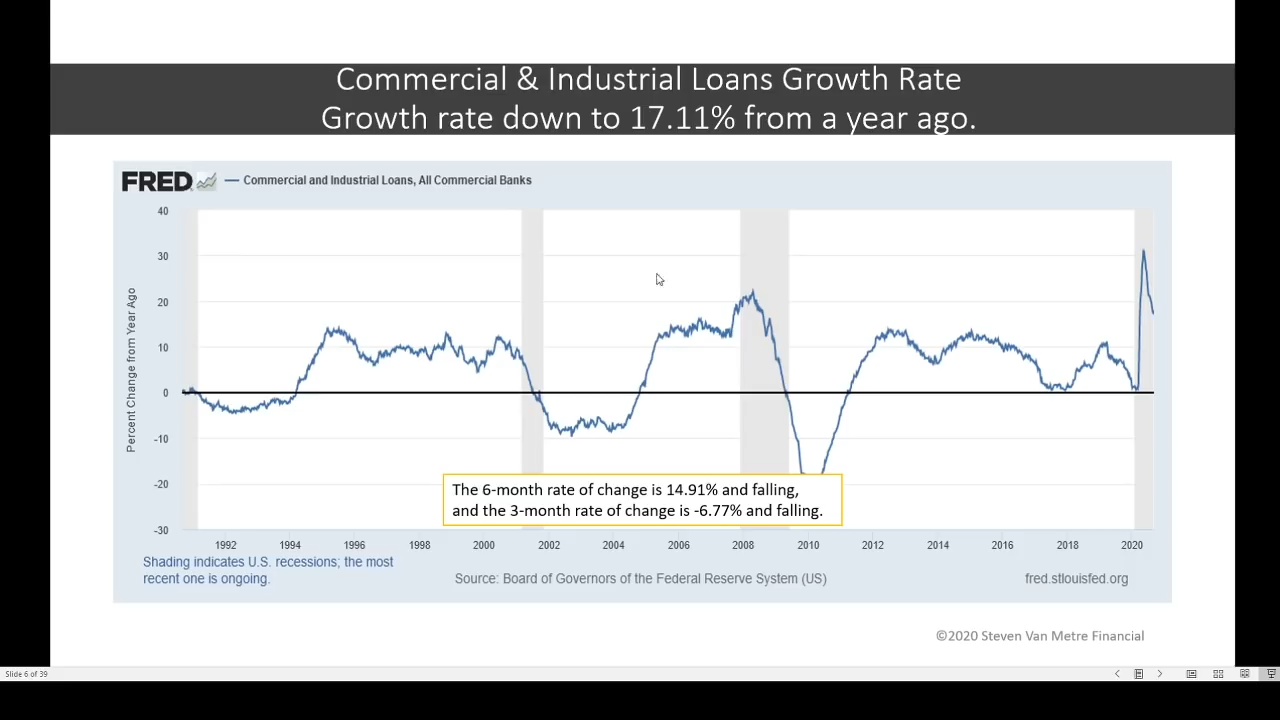 Commercial & Industrial Loans Growth Rate
Growth rate down to 17.11% from a year ago.
FRED
Commercial and Industrial Loans, All Commercial Banks
Percent Change from Year Ago
40
30
20
10
0
-10
-20
-30
The 6-month rate of change is 14.91% and falling,
and the 3-month rate of change is -6.77% and falling.
1992 1994 1996 1998 2000 2002 2004 2006 2008 2010 2012 2014 2016 2018 2020
Shading indicates U.S. recessions; the most
recent one is ongoing.
Source: Board of Governors of the Federal Reserve System (US)
fred.stlouisfed.org
©2020 Steven Van Metre Financial
Slide 6 of 39